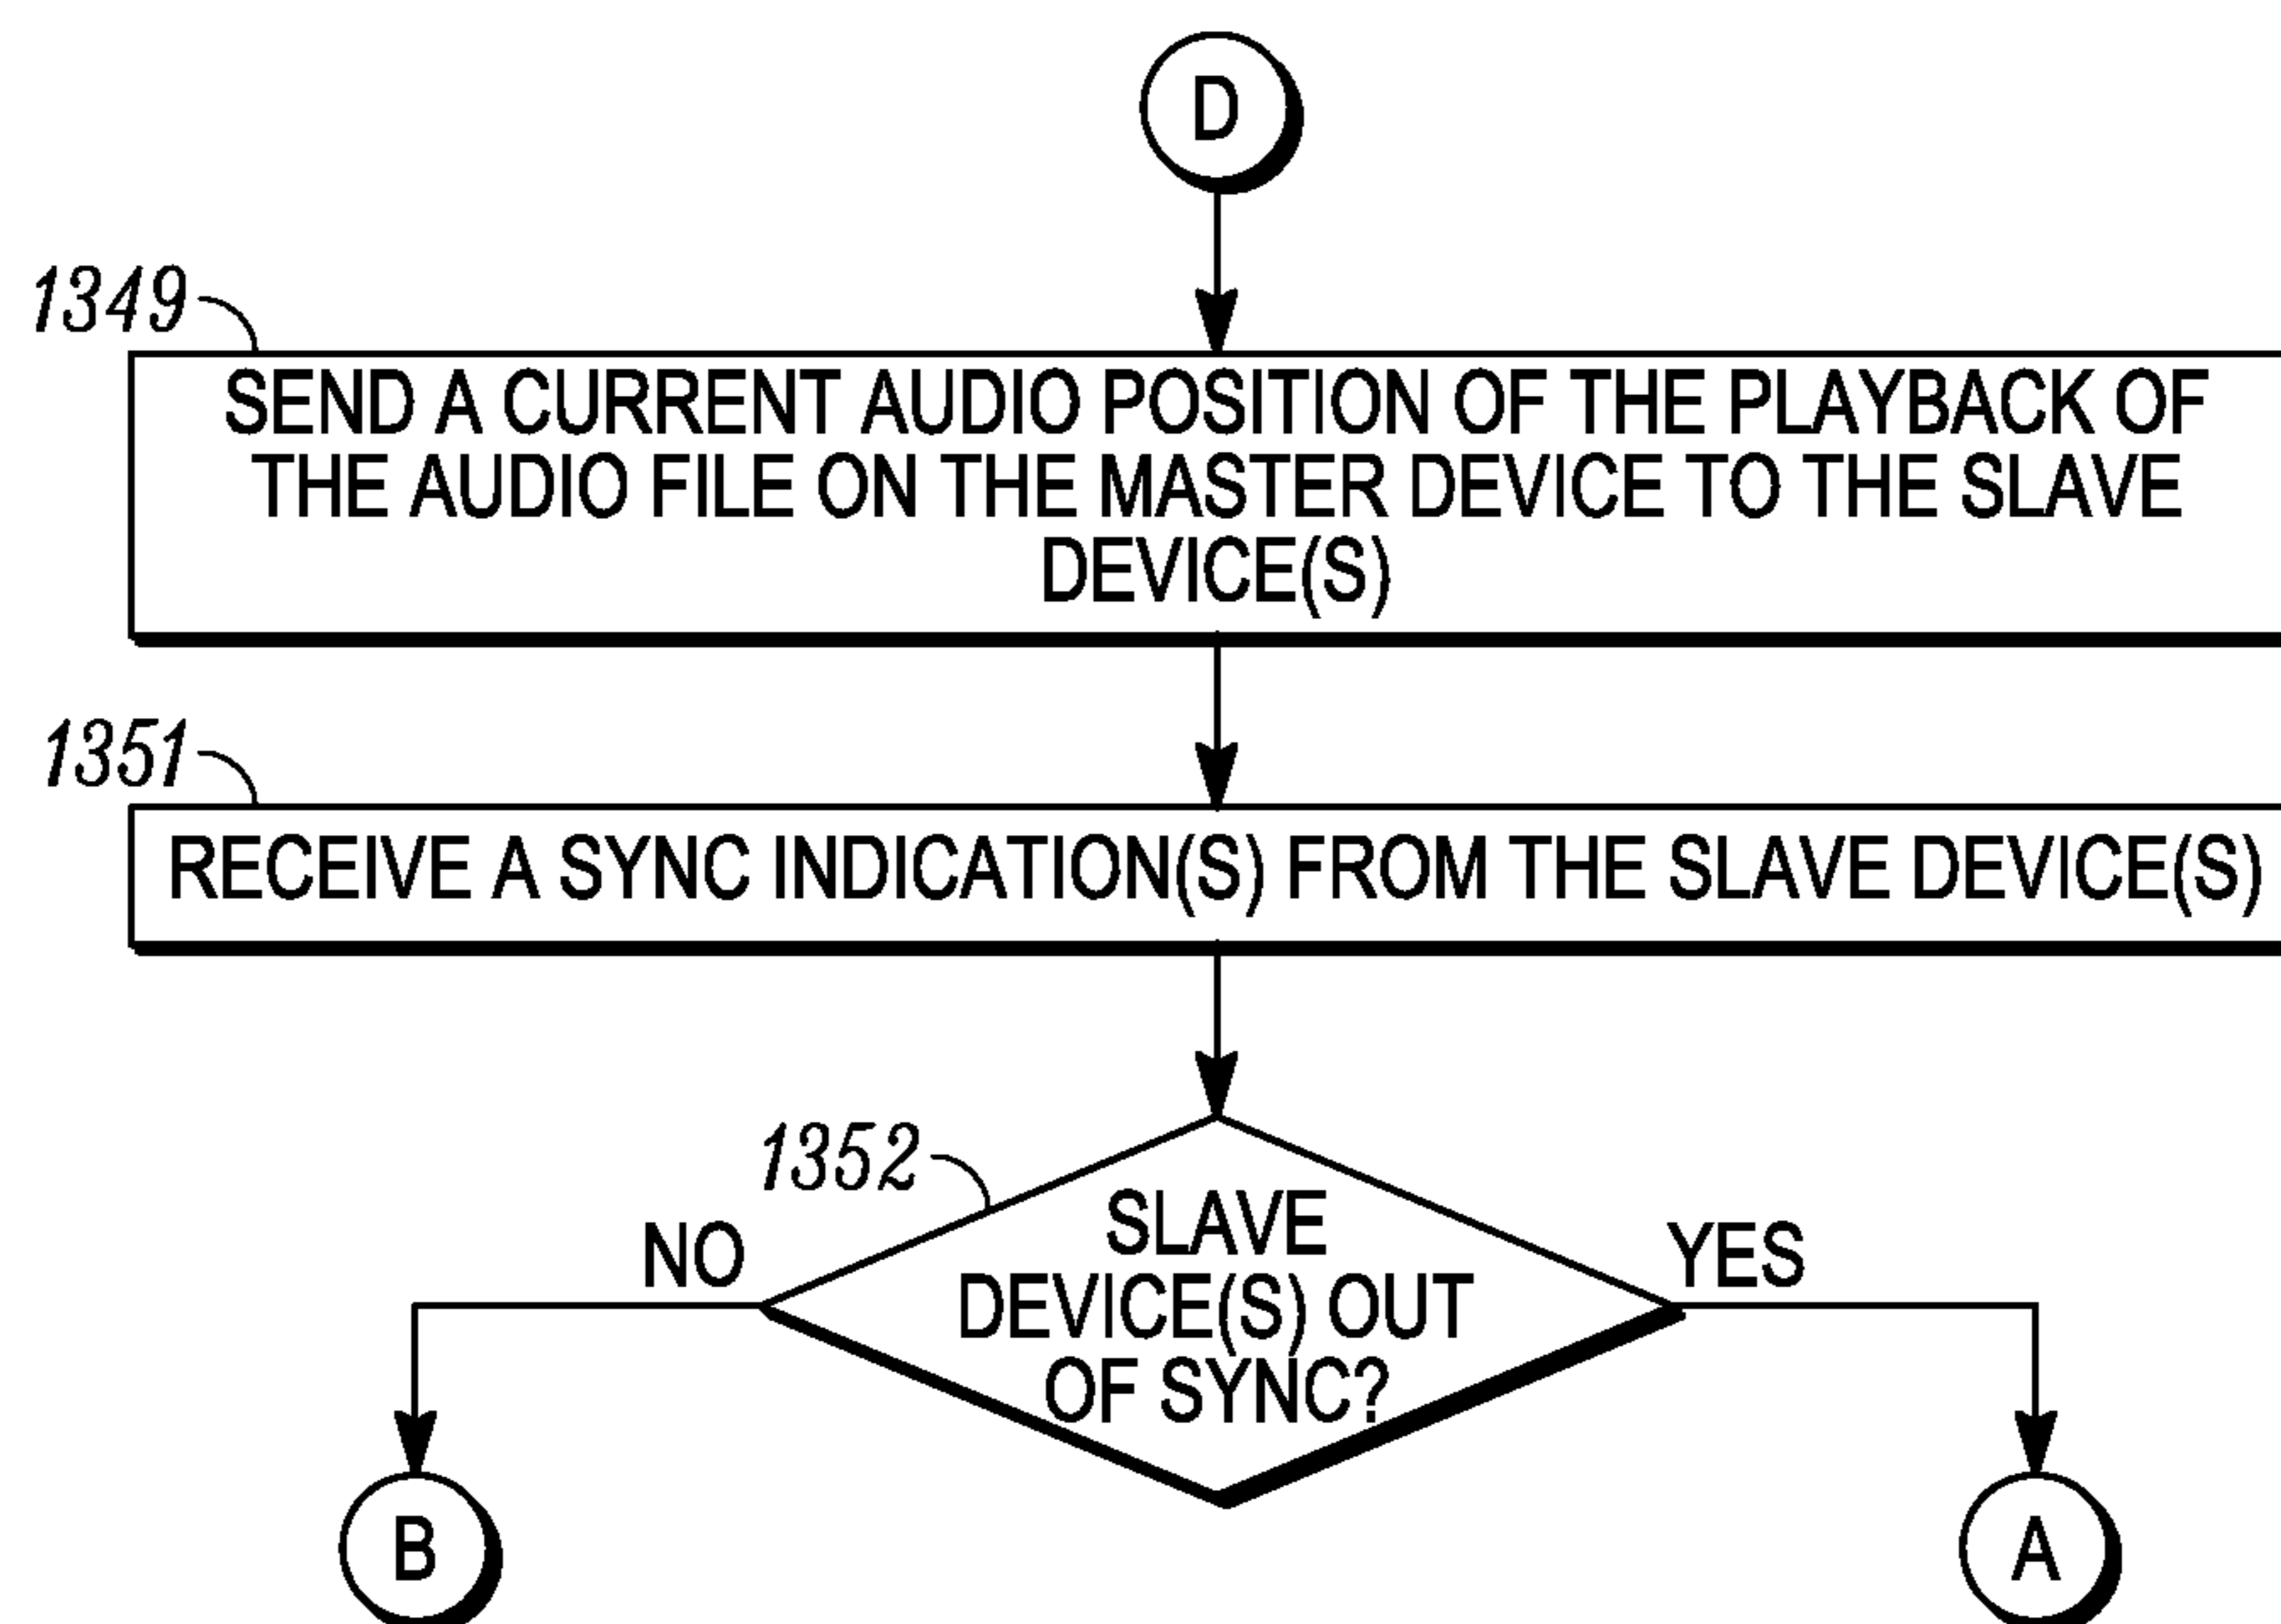 D
1349
SEND A CURRENT AUDIO POSITION OF THE PLAYBACK OF
THE AUDIO FILE ON THE MASTER DEVICE TO THE SLAVE
DEVICE(S)
1351
RECEIVE A SYNC INDICATION(S) FROM THE SLAVE DEVICE(S)
1352
NO
SLAVE
DEVICE(S) OUT
OF SYNC?
YES
B
A